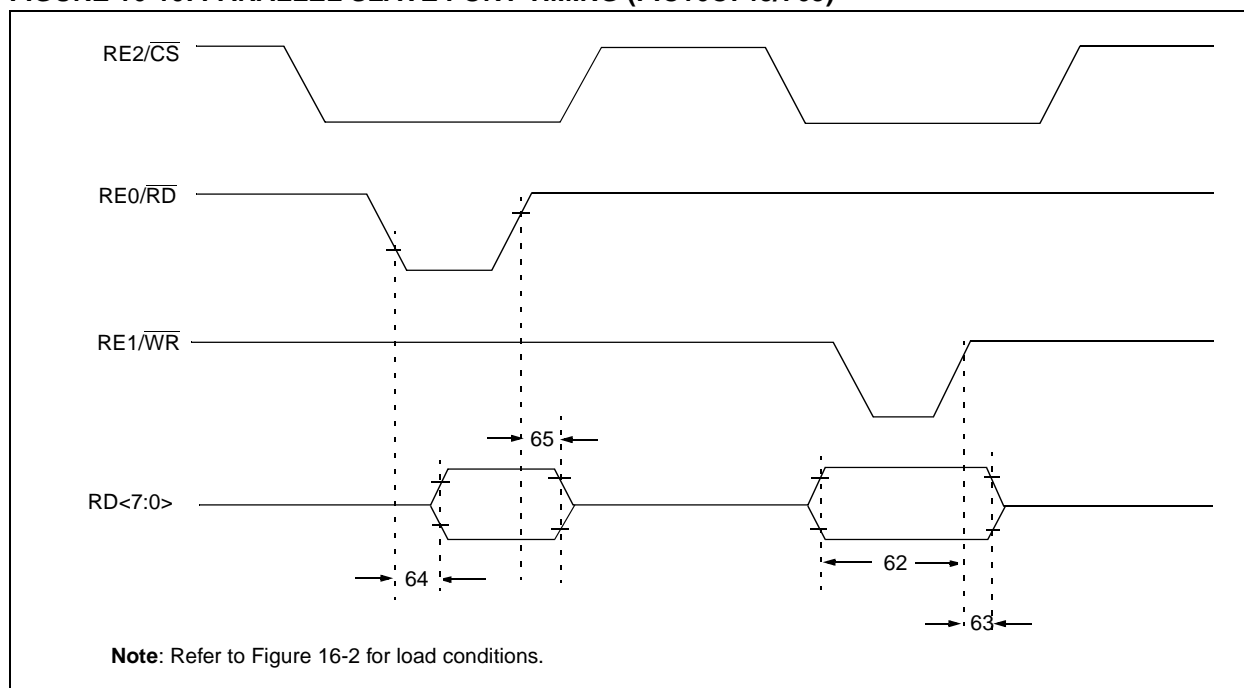 RE2/CS
RE0/RD
RE1/WR
65
RD<7:0>
62
64
63
Note: Refer to Figure 16-2 for load conditions.